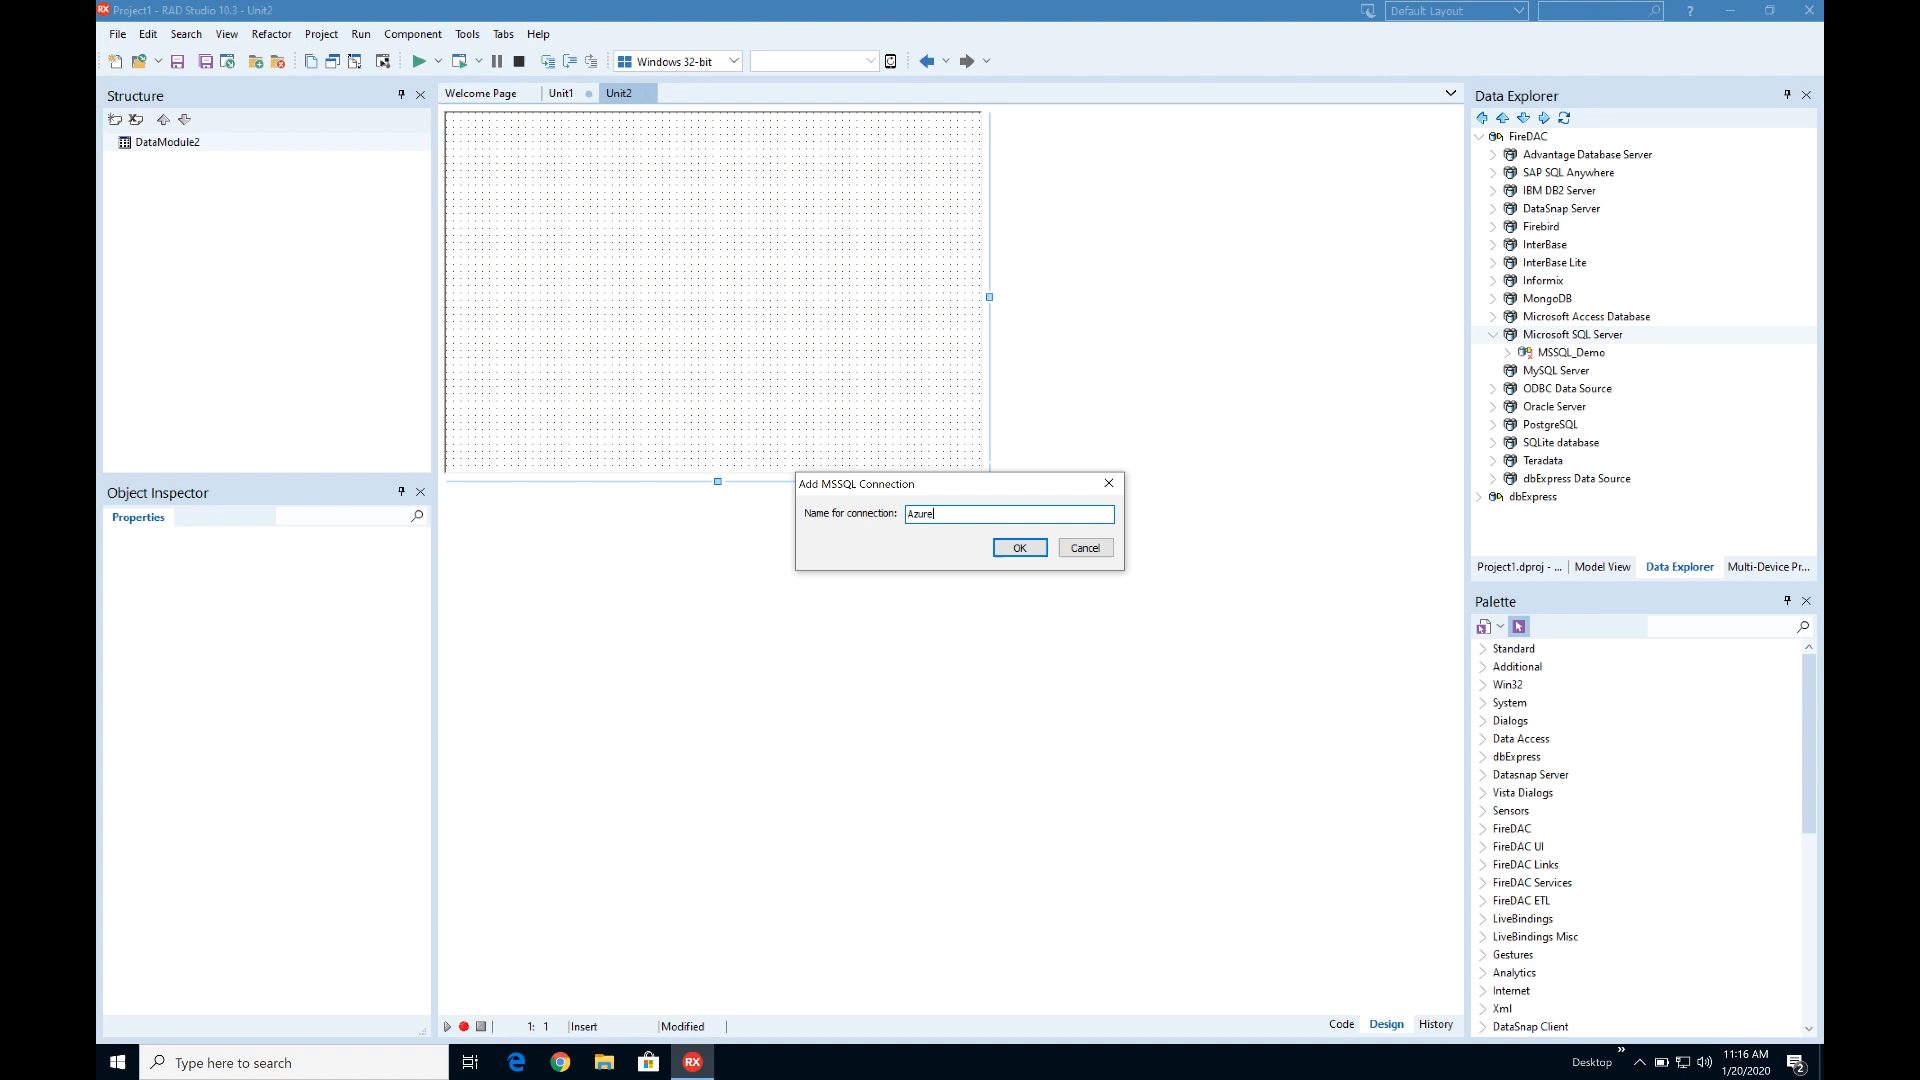 Project1 - RAD Studio 10.3 - Unit2
Default Layout
File Edit Search View Refactor Project Run Component Tools Tabs Help
Windows 32-bit
Structure
DataModule2
Welcome Page
Unit1
Unit2
Data Explorer
FireDAC
Advantage Database Server
SAP SQL Anywhere
IBM DB2 Server
DataSnap Server
Firebird
InterBase
InterBase Lite
Informix
MongoDB
Microsoft Access Database
Microsoft SQL Server
MSSQL_Demo
MySQL Server
ODBC Data Source
Oracle Server
PostgreSQL
SQLite database
Teradata
dbExpress Data Source
dbExpress
Project1.dproj - ...
Model View
Data Explorer
Multi-Device Pr...
Object Inspector
Properties
Add MSSQL Connection
Name for connection: Azure
OK
Cancel
Palette
Standard
Additional
Win32
System
Dialogs
Data Access
dbExpress
Datasnap Server
Vista Dialogs
Sensors
FireDAC
FireDAC UI
FireDAC Links
FireDAC Services
FireDAC ETL
LiveBindings
LiveBindings Misc
Gestures
Analytics
Internet
Xml
DataSnap Client
1: 1
Insert
Modified
Code
Design
History
Type here to search
RX
Desktop
11:16 AM
1/20/2020
2